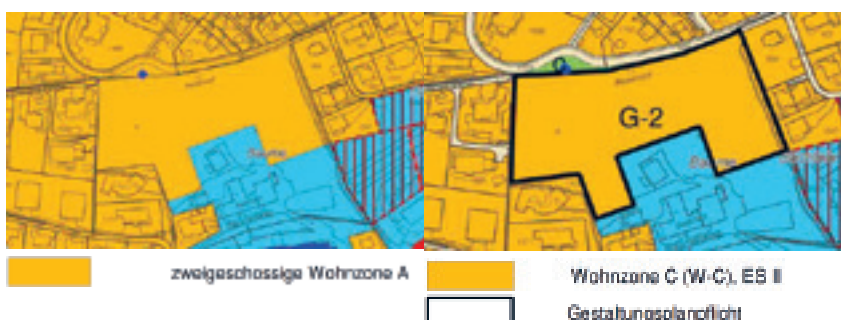 G-2
zweigeschossige Wohnzone A
Wohnzone C (W-C), ES II
Gestaltungsplanpflicht